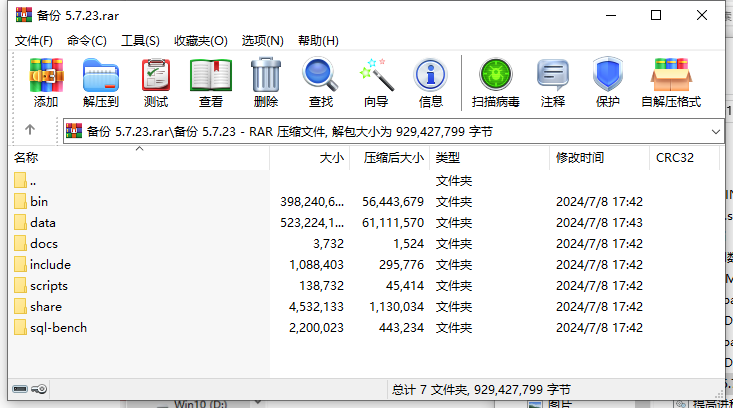 备份 5.7.23.rar
文件(F) 命令(C) 工具(S) 收藏夹(O) 选项(N) 帮助(H)
添加 解压到 测试 查看 删除 查找 向导 信息 扫描病毒 注释 保护 自解压格式
备份 5.7.23.rar\备份 5.7.23 - RAR 压缩文件, 解包大小为 929,427,799 字节
名称 大小 压缩后大小 类型 修改时间 CRC32
.. 文件夹
bin 398,240,6... 56,443,679 文件夹 2024/7/8 17:42
data 523,224,1... 61,111,570 文件夹 2024/7/8 17:43
docs 3,732 1,524 文件夹 2024/7/8 17:42
include 1,088,403 295,776 文件夹 2024/7/8 17:42
scripts 138,732 45,414 文件夹 2024/7/8 17:42
share 4,532,133 1,130,034 文件夹 2024/7/8 17:42
sql-bench 2,200,023 443,234 文件夹 2024/7/8 17:42
总计 7 文件夹, 929,427,799 字节
Win10 (D:) 图片